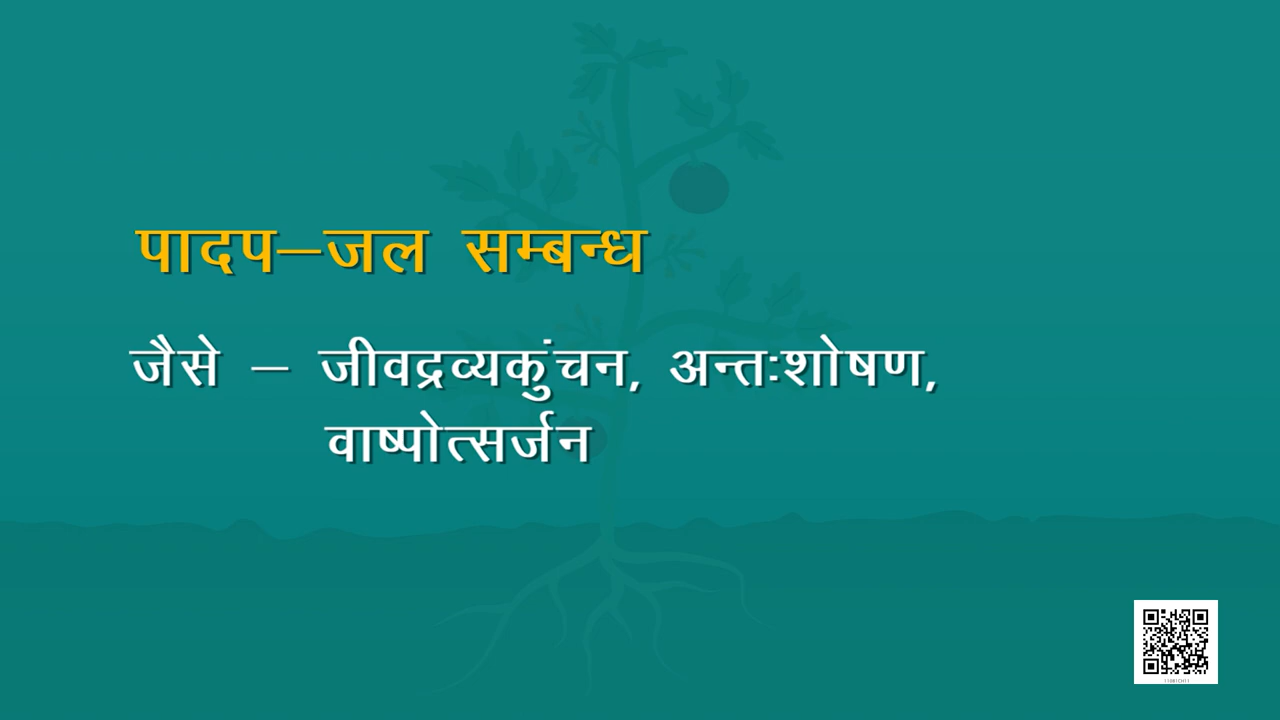 पादप–जल सम्बन्ध
जैसे – जीवद्रव्यकुंचन, अन्तःशोषण,
वाष्पोत्सर्जन